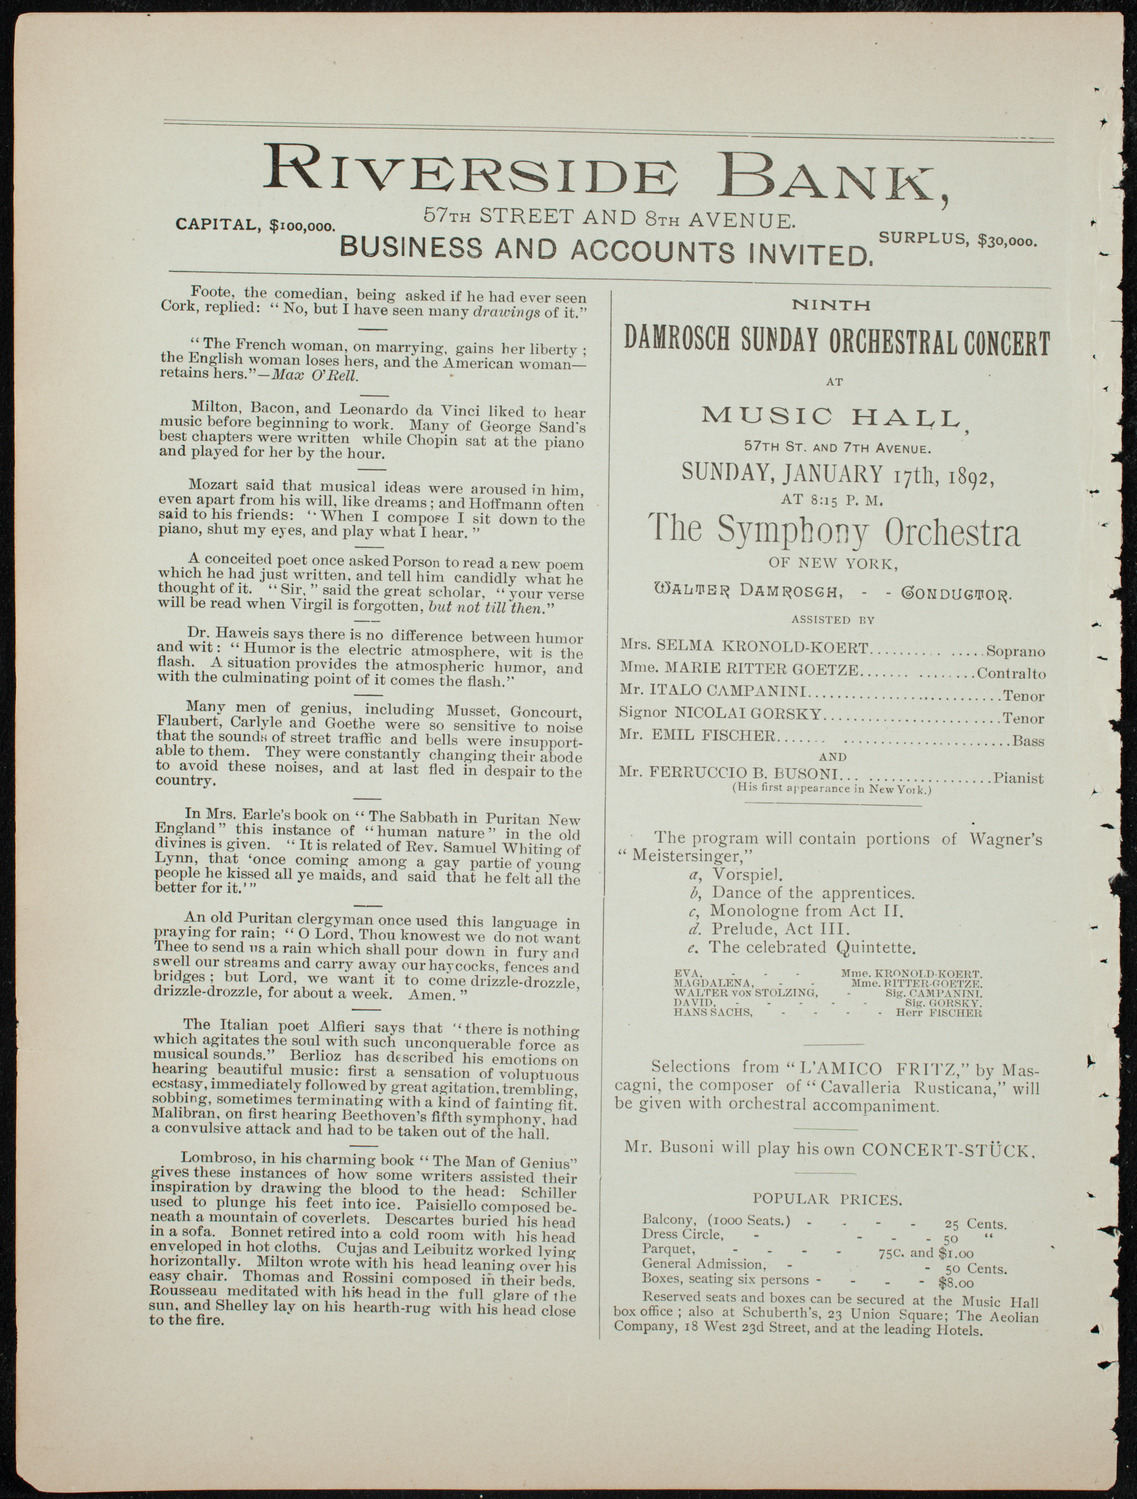 RIVERSIDE BANK,
57TH STREET AND 8TH AVENUE.
CAPITAL, $100,000.
BUSINESS AND ACCOUNTS INVITED.
SURPLUS, $30,000.
Foote, the comedian, being asked if he had ever seen
Cork, replied: “ No, but I have seen many drawings of it.”
“ The French woman, on marrying, gains her liberty ;
the English woman loses hers, and the American woman—
retains hers.”—Max O'Rell.
Milton, Bacon, and Leonardo da Vinci liked to hear
music before beginning to work. Many of George Sand's
best chapters were written while Chopin sat at the piano
and played for her by the hour.
Mozart said that musical ideas were aroused in him,
even apart from his will, like dreams ; and Hoffmann often
said to his friends: “ When I compose I sit down to the
piano, shut my eyes, and play what I hear. ”
A conceited poet once asked Porson to read a new poem
which he had just written, and tell him candidly what he
thought of it. “ Sir, ” said the great scholar, “ your verse
will be read when Virgil is forgotten, but not till then.”
Dr. Haweis says there is no difference between humor
and wit : “ Humor is the electric atmosphere, wit is the
flash. A situation provides the atmospheric humor, and
with the culminating point of it comes the flash.”
Many men of genius, including Musset, Goncourt,
Flaubert, Carlyle and Goethe were so sensitive to noise
that the sounds of street traffic and bells were insupport-
able to them. They were constantly changing their abode
to avoid these noises, and at last fled in despair to the
country.
In Mrs. Earle's book on “ The Sabbath in Puritan New
England ” this instance of “ human nature ” in the old
divines is given. “ It is related of Rev. Samuel Whiting of
Lynn, that ‘once coming among a gay partie of young
people he kissed all ye maids, and said that he felt all the
better for it.’ ”
An old Puritan clergyman once used this language in
praying for rain; “ O Lord, Thou knowest we do not want
Thee to send us a rain which shall pour down in fury and
swell our streams and carry away our haycocks, fences and
bridges ; but Lord, we want it to come drizzle-drozzle,
drizzle-drozzle, for about a week. Amen. ”
The Italian poet Alfieri says that “there is nothing
which agitates the soul with such unconquerable force as
musical sounds.” Berlioz has described his emotions on
hearing beautiful music: first a sensation of voluptuous
ecstasy, immediately followed by great agitation, trembling,
sobbing, sometimes terminating with a kind of fainting fit.
Malibran, on first hearing Beethoven's fifth symphony, had
a convulsive attack and had to be taken out of the hall.
Lombroso, in his charming book “ The Man of Genius”
gives these instances of how some writers assisted their
inspiration by drawing the blood to the head: Schiller
used to plunge his feet into ice. Paisiello composed be-
neath a mountain of coverlets. Descartes buried his head
in a sofa. Bonnet retired into a cold room with his head
enveloped in hot cloths. Cujas and Leibuitz worked lying
horizontally. Milton wrote with his head leaning over his
easy chair. Thomas and Rossini composed in their beds.
Rousseau meditated with his head in the full glare of the
sun, and Shelley lay on his hearth-rug with his head close
to the fire.
NINTH
DAMROSCH SUNDAY ORCHESTRAL CONCERT
AT
MUSIC HALL,
57TH ST. AND 7TH AVENUE.
SUNDAY, JANUARY 17th, 1892,
AT 8:15 P. M.
The Symphony Orchestra
OF NEW YORK,
WALTER DAMROSCH, - - CONDUCTOR.
ASSISTED BY
Mrs. SELMA KRONOLD-KOERT..............Soprano
Mme. MARIE RITTER GOETZE...............Contralto
Mr. ITALO CAMPANINI............................Tenor
Signor NICOLAI GORSKY..........................Tenor
Mr. EMIL FISCHER...............................Bass
AND
Mr. FERRUCCIO B. BUSONI....................Pianist
(His first appearance in New York.)
The program will contain portions of Wagner's
“ Meistersinger,”
a, Vorspiel.
b, Dance of the apprentices.
c, Monologne from Act II.
d. Prelude, Act III.
e. The celebrated Quintette.
EVA, - - - Mme. KRONOLD-KOERT.
MAGDALENA, - - Mme. RITTER-GOETZE.
WALTER VON STOLZING, - Sig. CAMPANINI.
DAVID, - - - - - Sig. GORSKY.
HANS SACHS, - - - - Herr FISCHER
Selections from “ L'AMICO FRITZ,” by Mas-
cagni, the composer of “ Cavalleria Rusticana,” will
be given with orchestral accompaniment.
Mr. Busoni will play his own CONCERT-STÜCK.
POPULAR PRICES.
Balcony, (1000 Seats.) - - - - 25 Cents.
Dress Circle, - - - - 50 “
Parquet, - - - - 75c. and $1.00
General Admission, - - 50 Cents.
Boxes, seating six persons - - - - $8.00
Reserved seats and boxes can be secured at the Music Hall
box office ; also at Schuberth's, 23 Union Square; The Aeolian
Company, 18 West 23d Street, and at the leading Hotels.